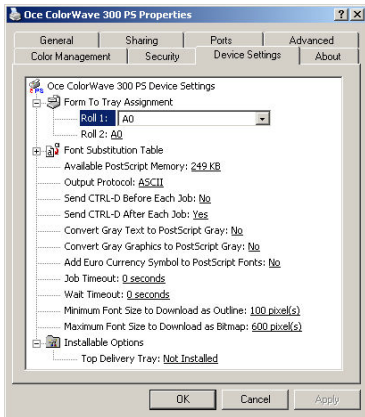 Oce ColorWave 300 PS Properties
General Sharing Ports Advanced
Color Management Security Device Settings About
Oce ColorWave 300 PS Device Settings
Form To Tray Assignment
Roll 1: A0
Roll 2: A0
Font Substitution Table
Available PostScript Memory: 249 KB
Output Protocol: ASCII
Send CTRL-D Before Each Job: No
Send CTRL-D After Each Job: Yes
Convert Gray Text to PostScript Gray: No
Convert Gray Graphics to PostScript Gray: No
Add Euro Currency Symbol to PostScript Fonts: No
Job Timeout: 0 seconds
Wait Timeout: 0 seconds
Minimum Font Size to Download as Outline: 100 pixel(s)
Maximum Font Size to Download as Bitmap: 600 pixel(s)
Installable Options
Top Delivery Tray: Not Installed
OK Cancel Apply